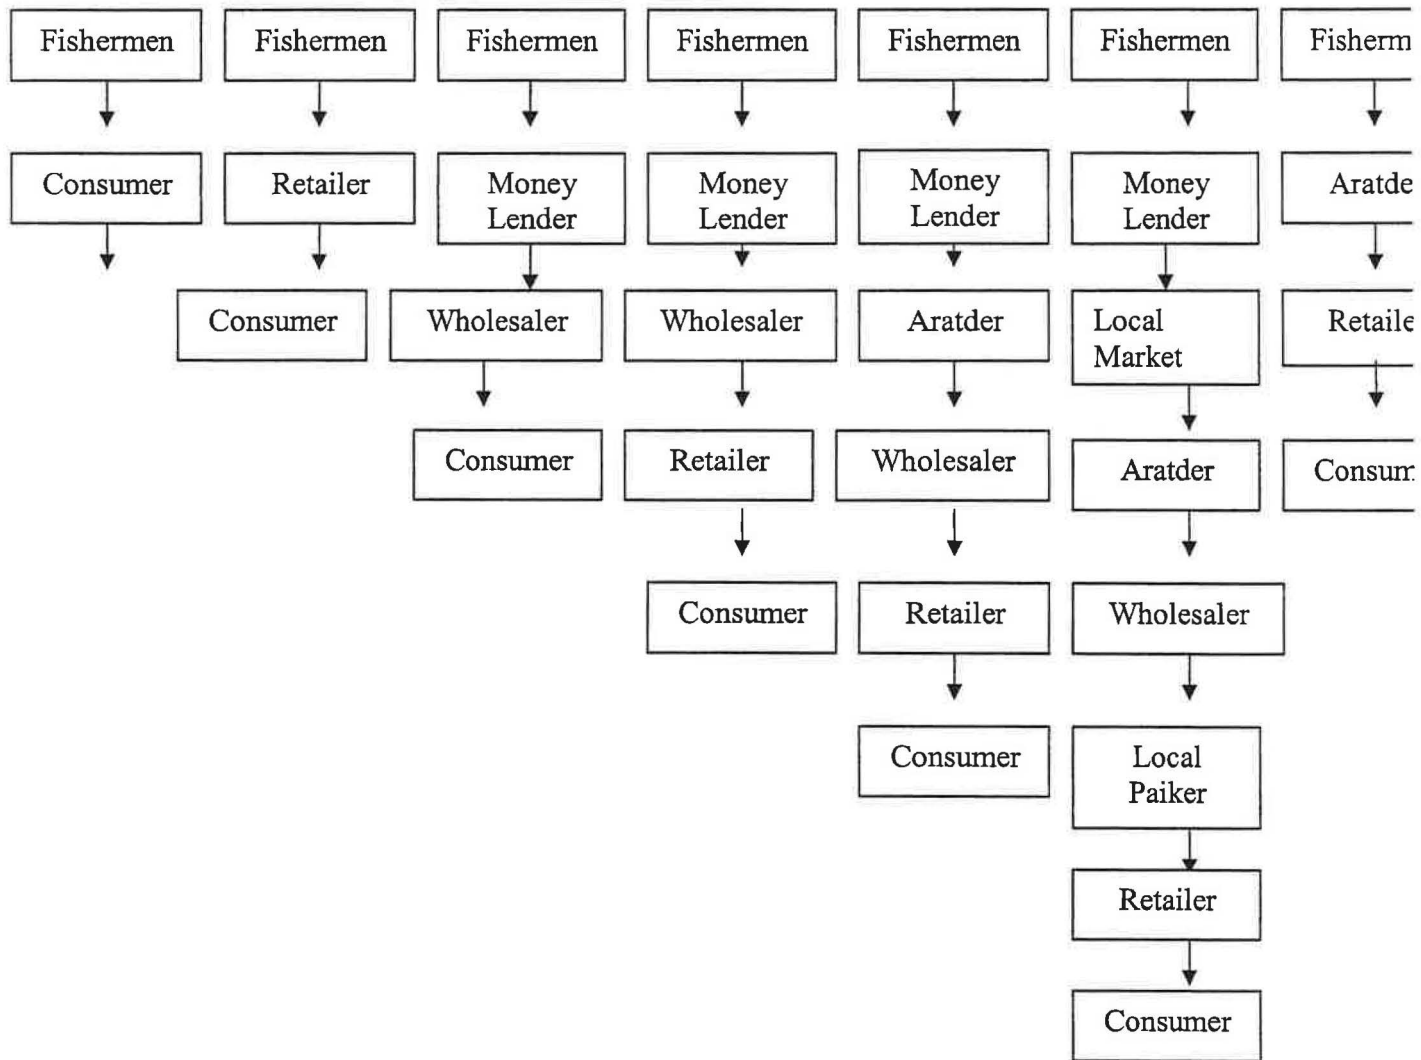 Fishermen
Fishermen
Fishermen
Fishermen
Fishermen
Fishermen
Fisherm
Consumer
Retailer
Money
Lender
Money
Lender
Money
Lender
Money
Lender
Aratde
Consumer
Wholesaler
Wholesaler
Aratder
Local
Market
Retaile
Consumer
Retailer
Wholesaler
Aratder
Consum
Consumer
Retailer
Wholesaler
Consumer
Local
Paiker
Retailer
Consumer